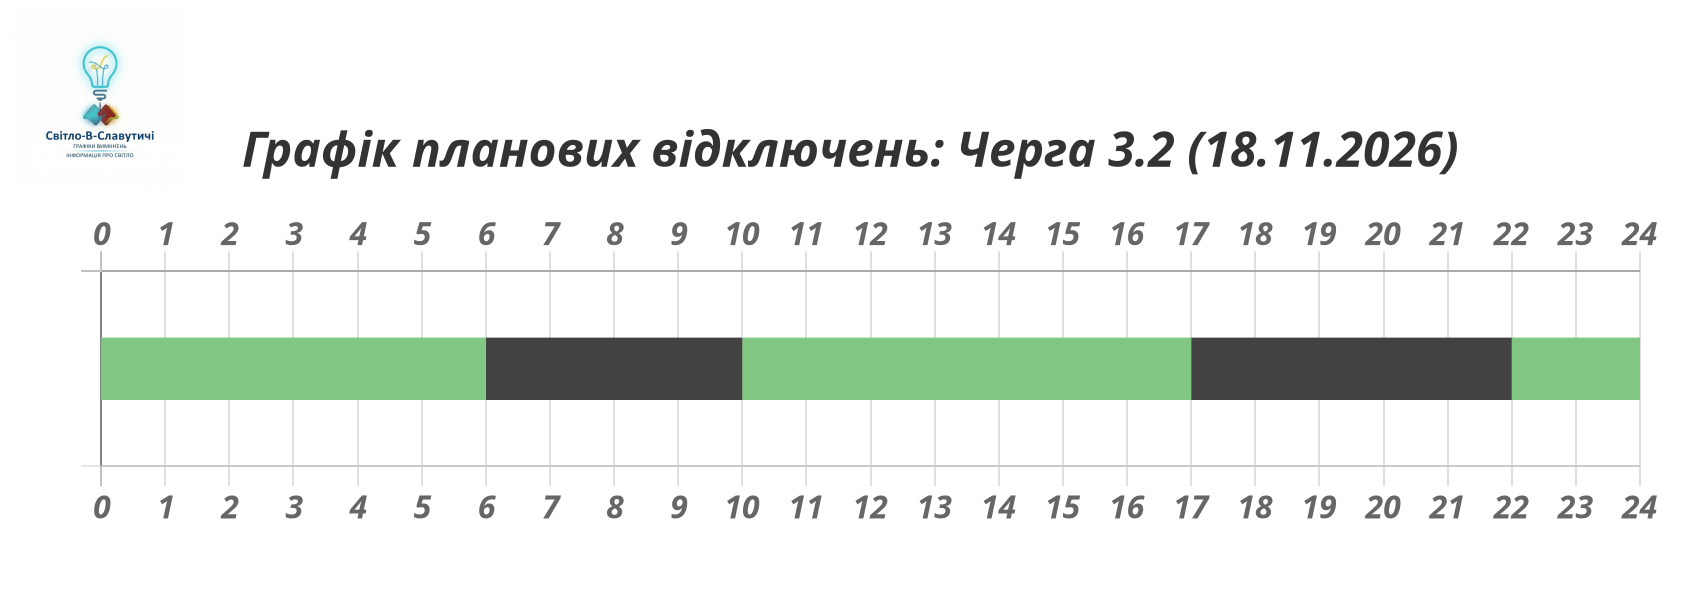 Світло-В-Славутичі
ГРАФІКИ ВИМКНЕНЬ
ІНФОРМАЦІЯ ПРО СВІТЛО
Графік планових відключень: Черга 3.2 (18.11.2026)
0 1 2 3 4 5 6 7 8 9 10 11 12 13 14 15 16 17 18 19 20 21 22 23 24
0 1 2 3 4 5 6 7 8 9 10 11 12 13 14 15 16 17 18 19 20 21 22 23 24